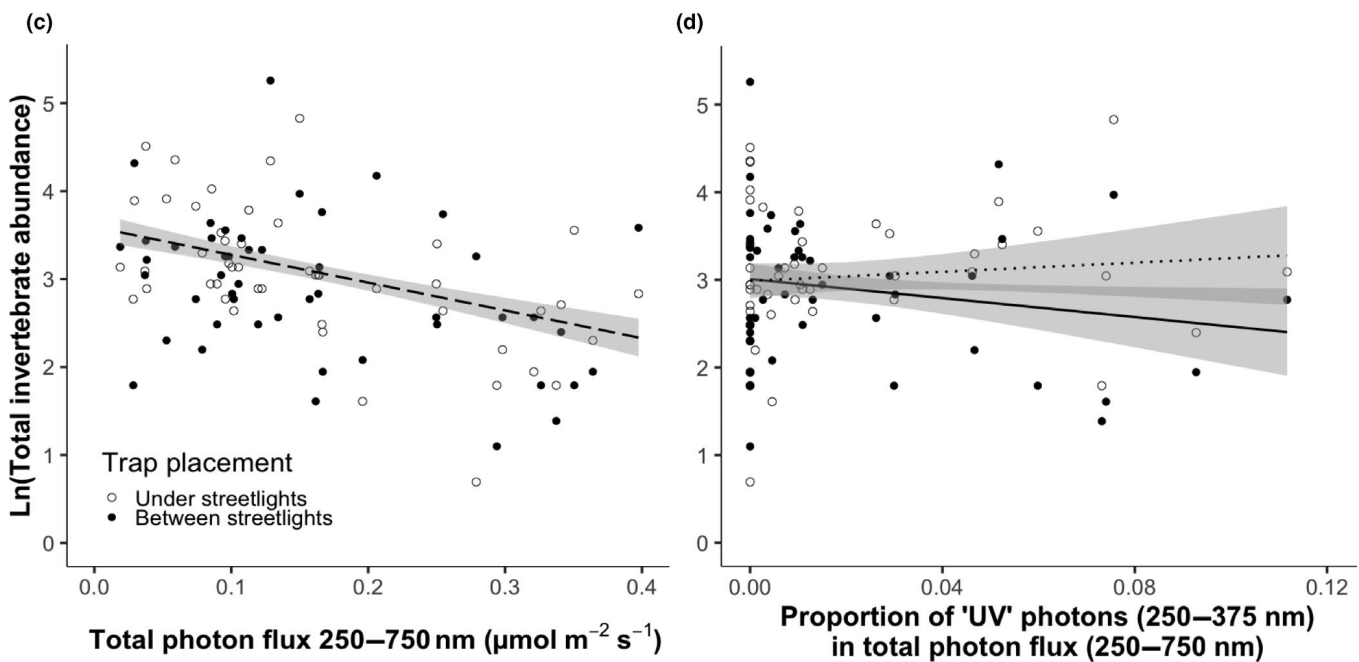 (c)
Ln(Total invertebrate abundance)
5
4
3
2
1
0
Trap placement
Under streetlights
Between streetlights
0.0 0.1 0.2 0.3 0.4
Total photon flux 250–750 nm (μmol m⁻² s⁻¹)
(d)
5
4
3
2
1
0
0.00 0.04 0.08 0.12
Proportion of 'UV' photons (250–375 nm)
in total photon flux (250–750 nm)